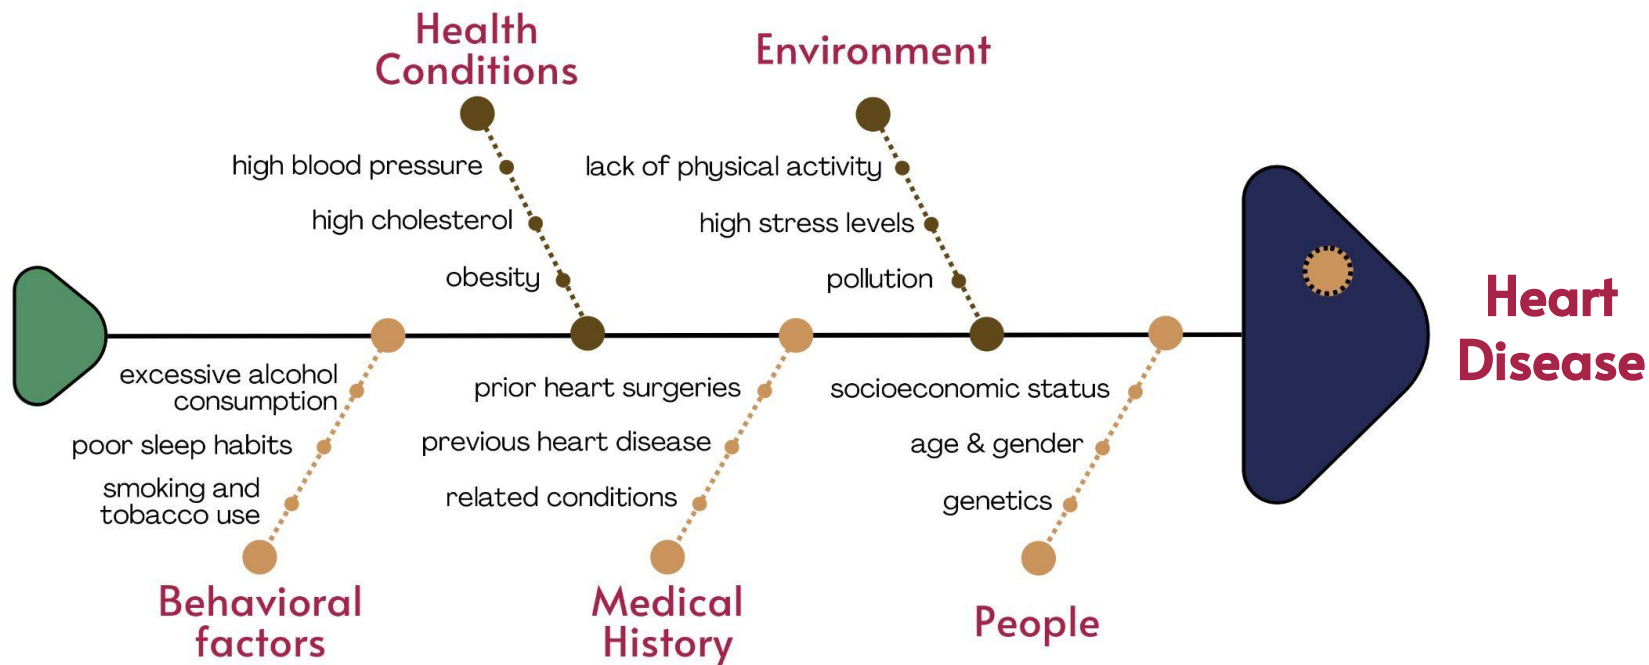 Health
Conditions
high blood pressure
high cholesterol
obesity
Environment
lack of physical activity
high stress levels
pollution
excessive alcohol
consumption
poor sleep habits
smoking and
tobacco use
Behavioral
factors
prior heart surgeries
previous heart disease
related conditions
Medical
History
socioeconomic status
age & gender
genetics
People
Heart
Disease